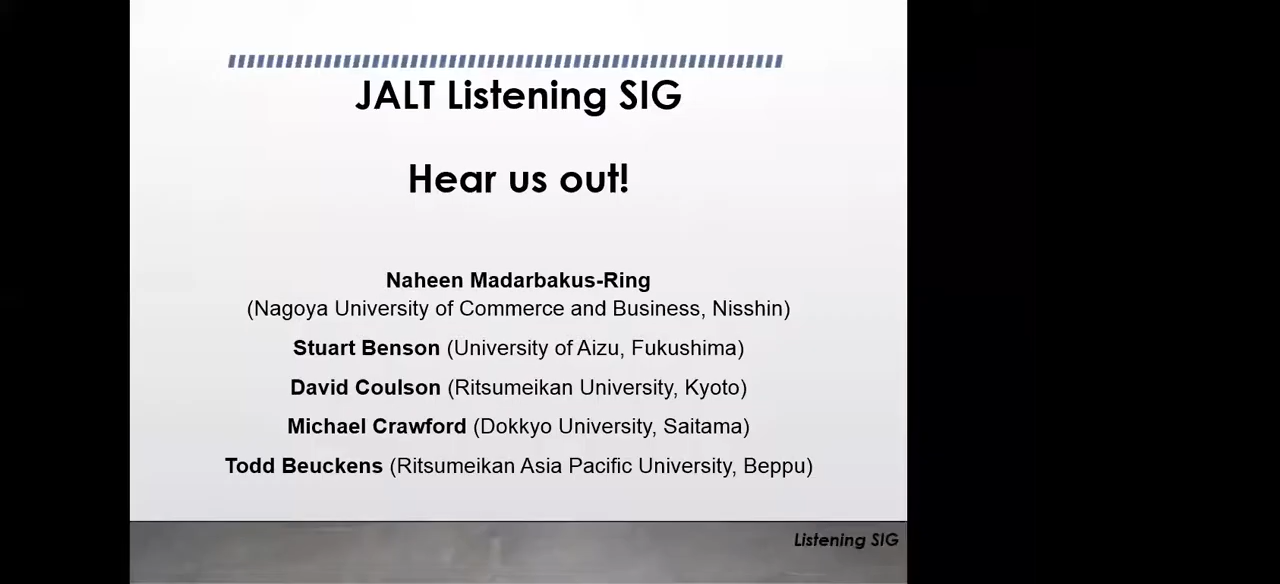 JALT Listening SIG
Hear us out!
Naheen Madarbakus-Ring
(Nagoya University of Commerce and Business, Nisshin)
Stuart Benson (University of Aizu, Fukushima)
David Coulson (Ritsumeikan University, Kyoto)
Michael Crawford (Dokkyo University, Saitama)
Todd Beuckens (Ritsumeikan Asia Pacific University, Beppu)
Listening SIG